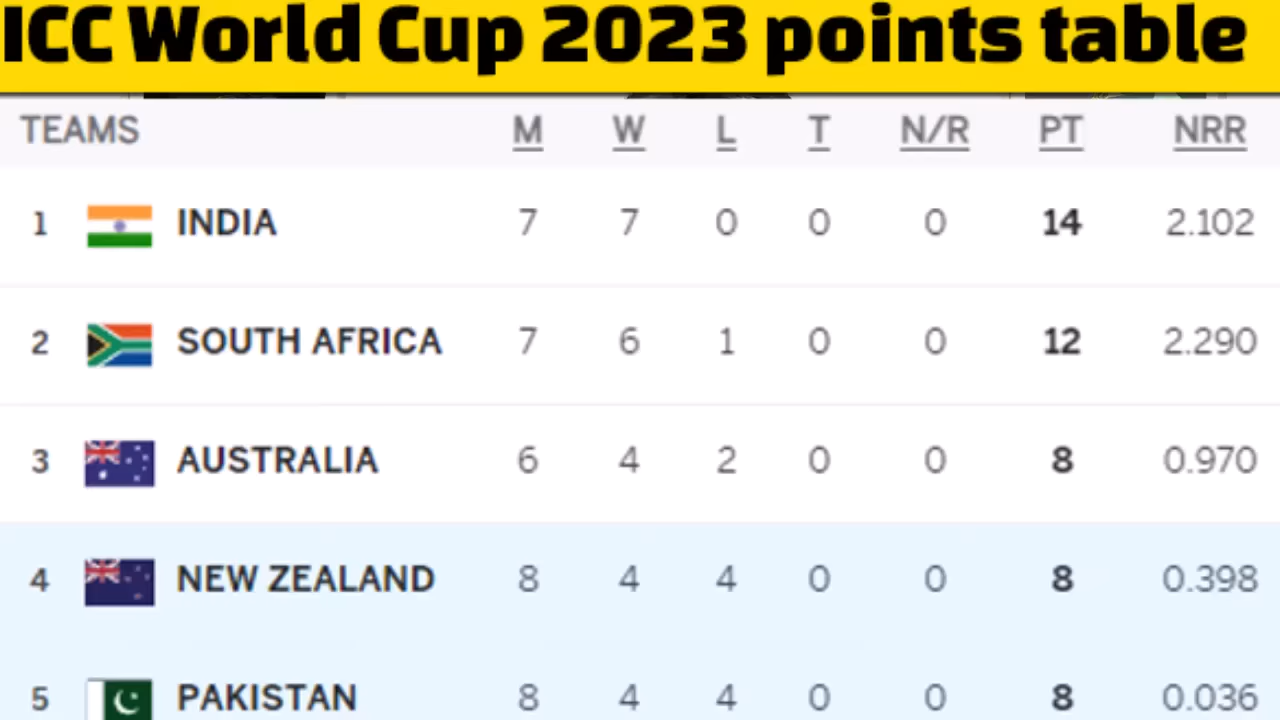 ICC World Cup 2023 points table
TEAMS M W L T N/R PT NRR
1 INDIA 7 7 0 0 0 14 2.102
2 SOUTH AFRICA 7 6 1 0 0 12 2.290
3 AUSTRALIA 6 4 2 0 0 8 0.970
4 NEW ZEALAND 8 4 4 0 0 8 0.398
5 PAKISTAN 8 4 4 0 0 8 0.036